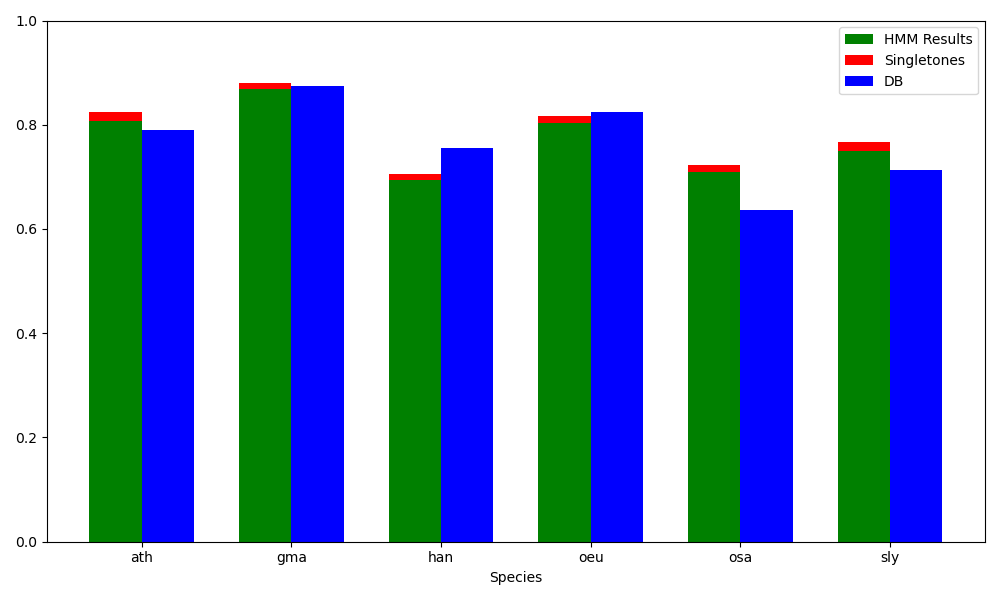 1.0
0.8
0.6
0.4
0.2
0.0
HMM Results
Singletones
DB
ath gma han oeu osa sly
Species